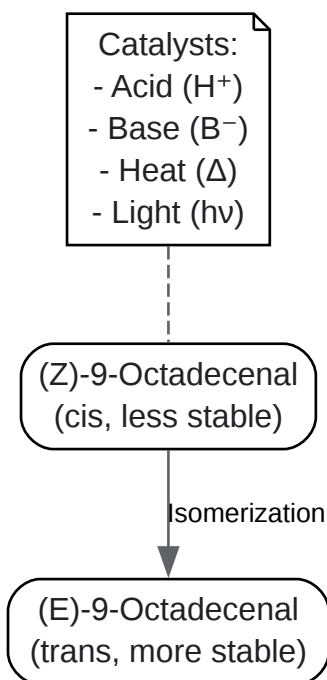 Catalysts:
- Acid (H⁺)
- Base (B⁻)
- Heat (Δ)
- Light (hν)
(Z)-9-Octadecenal
(cis, less stable)
Isomerization
(E)-9-Octadecenal
(trans, more stable)